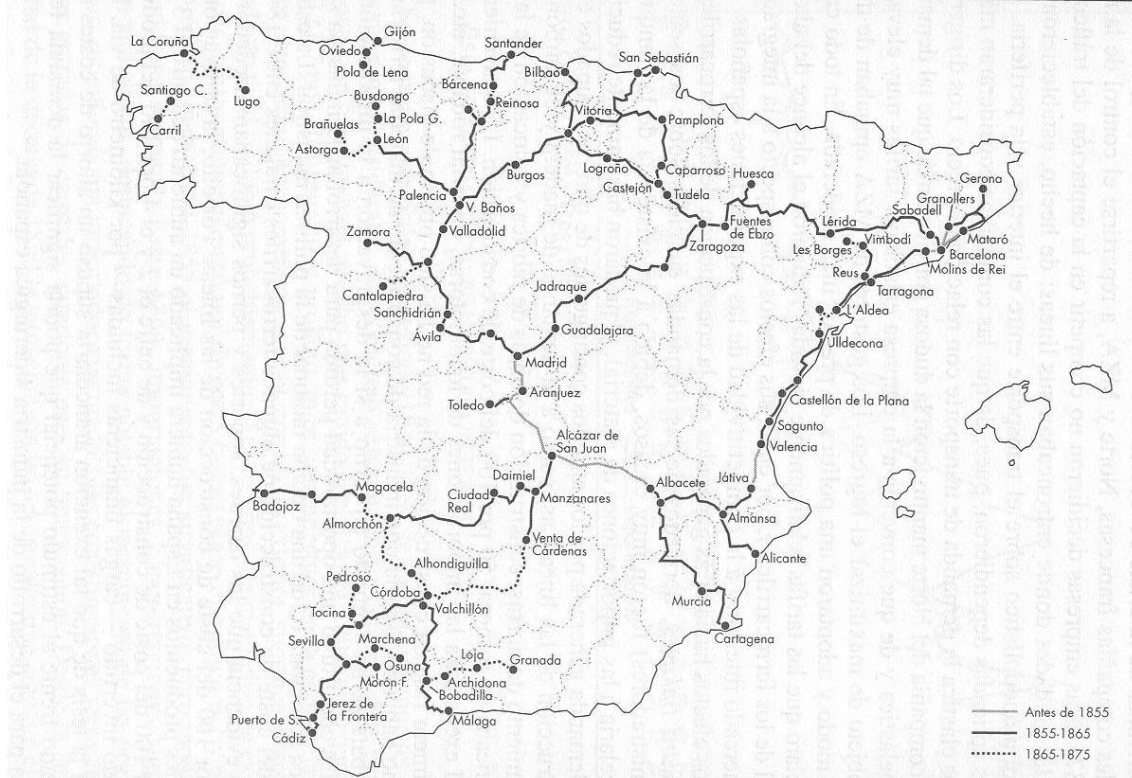 La Coruña
Gijón
Oviedo
Pola de Lena
Santander
Bilbao
San Sebastián
Santiago C.
Lugo
Carril
Busdongo
La Pola G.
Bárcena
Reinosa
Vitoria
Pamplona
Brañuelas
León
Astorga
Burgos
Logroño
Caparroso
Castejón
Tudela
Huesca
Gerona
Granollers
Sabadell
Palencia
V. Baños
Valladolid
Zamora
Zaragoza
Fuentes
de Ebro
Lérida
Les Borges
Vimbodí
Mataró
Barcelona
Molins de Rei
Reus
Tarragona
Cantalapiedra
Sanchidrián
Ávila
Jadraque
Guadalajara
L'Aldea
Ulldecona
Madrid
Aranjuez
Toledo
Castellón de la Plana
Sagunto
Valencia
Alcázar de
San Juan
Játiva
Badajoz
Magacela
Almorchón
Ciudad
Real
Daimiel
Manzanares
Albacete
Almansa
Alicante
Venta de
Cárdenas
Alhondiguilla
Pedroso
Córdoba
Valchillón
Tocina
Murcia
Cartagena
Sevilla
Marchena
Osuna
Morón F.
Loja
Granada
Archidona
Bobadilla
Jerez de
la Frontera
Puerto de S.
Cádiz
Málaga
Antes de 1855
1855-1865
1865-1875